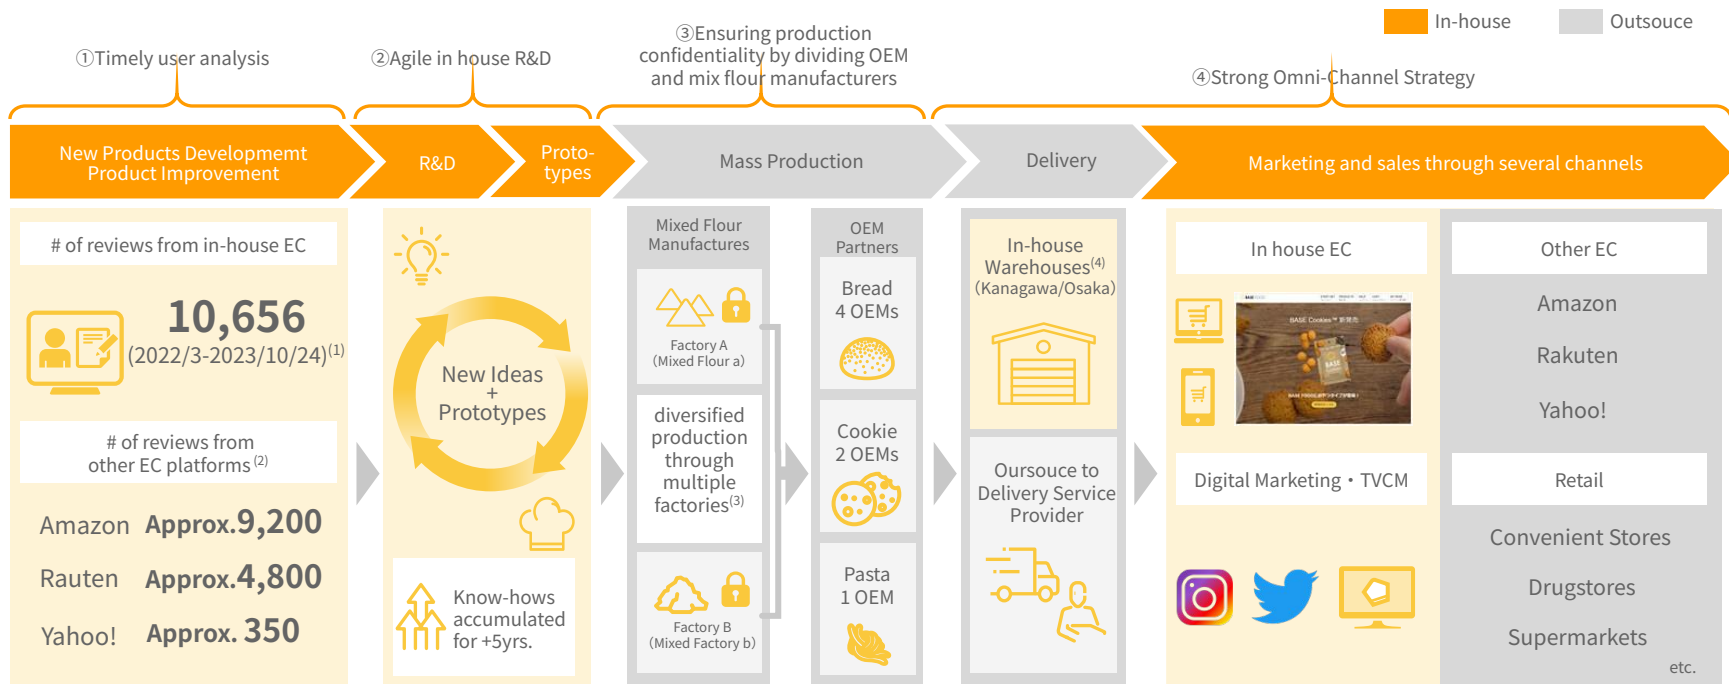 In-house
Outsouce
①Timely user analysis
②Agile in house R&D
③Ensuring production
confidentiality by dividing OEM
and mix flour manufacturers
④Strong Omni-Channel Strategy
New Products Developmemt
Product Improvement
R&D
Proto-
types
Mass Production
Delivery
Marketing and sales through several channels
# of reviews from in-house EC
10,656
(2022/3-2023/10/24)(1)
# of reviews from
other EC platforms(2)
Amazon Approx.9,200
Rauten Approx.4,800
Yahoo! Approx. 350
New Ideas
+
Prototypes
Know-hows
accumulated
for +5yrs.
Mixed Flour
Manufactures
Factory A
(Mixed Flour a)
diversified
production
through
multiple
factories(3)
Factory B
(Mixed Factory b)
OEM
Partners
Bread
4 OEMs
Cookie
2 OEMs
Pasta
1 OEM
In-house
Warehouses(4)
(Kanagawa/Osaka)
Oursouce to
Delivery Service
Provider
In house EC
BASE Cookies™ 新発売
BASE
Digital Marketing・TVCM
Other EC
Amazon
Rakuten
Yahoo!
Retail
Convenient Stores
Drugstores
Supermarkets
etc.